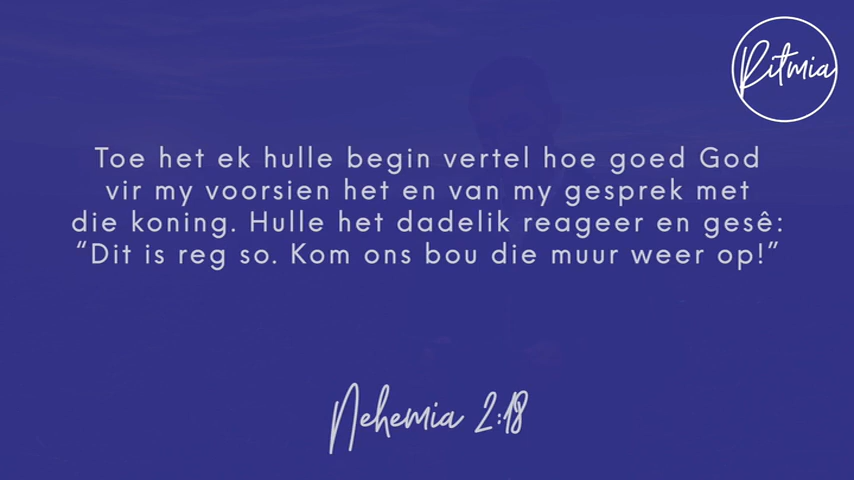 Ritmia
Toe het ek hulle begin vertel hoe goed God
vir my voorsien het en van my gesprek met
die koning. Hulle het dadelik reageer en gesê:
“Dit is reg so. Kom ons bou die muur weer op!”
Nehemia 2:18